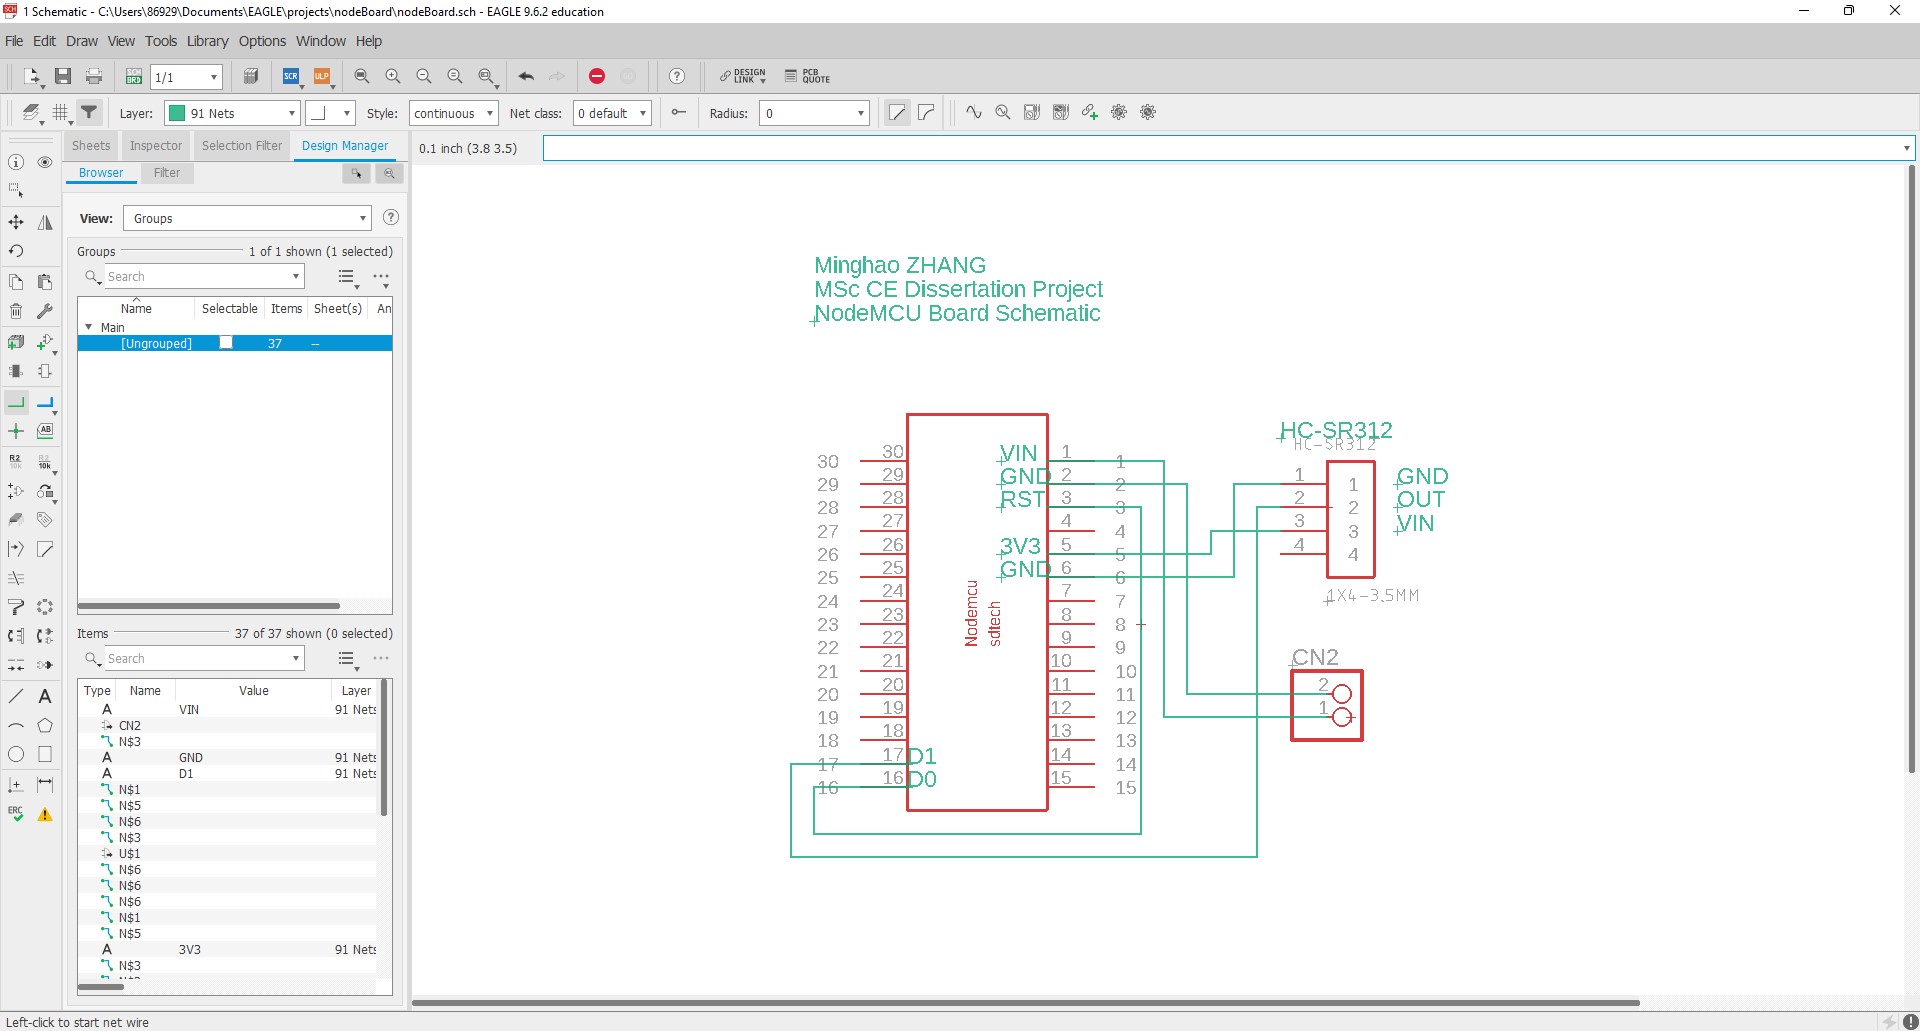 1 Schematic - C:\Users\86929\Documents\EAGLE\projects\nodeBoard\nodeBoard.sch - EAGLE 9.6.2 education
File Edit Draw View Tools Library Options Window Help
SCH BRD 1/1 SCR ULP DESIGN LINK PCB QUOTE
Layer: 91 Nets Style: continuous Net class: 0 default Radius: 0
Sheets Inspector Selection Filter Design Manager
0.1 inch (3.8 3.5)
Browser Filter
View: Groups
Groups 1 of 1 shown (1 selected)
Search
Name Selectable Items Sheet(s) An
Main
[Ungrouped] 37 --
Items 37 of 37 shown (0 selected)
Search
Type Name Value Layer
A VIN 91 Nets
CN2
N$3
A GND 91 Nets
A D1 91 Nets
N$1
N$5
N$6
N$3
U$1
N$6
N$6
N$6
N$1
N$5
A 3V3 91 Nets
N$3
R2 10k R2 10k
ERC
Minghao ZHANG
MSc CE Dissertation Project
NodeMCU Board Schematic
30 30 VIN 1 1
29 29 GND 2 2
28 28 RST 3 3
27 27 4 4
26 26 3V3 5 5
25 25 GND 6 6
24 24 7 7
23 23 8 8
22 22 9 9
21 21 10 10
20 20 11 11
19 19 12 12
18 18 13 13
17 17 D1 14 14
16 16 D0 15 15
Nodemcu
sdtech
HC-SR312
HC-SR312
1 1 GND
2 2 OUT
3 3 VIN
4 4
1X4-3.5MM
CN2
2
1
Left-click to start net wire